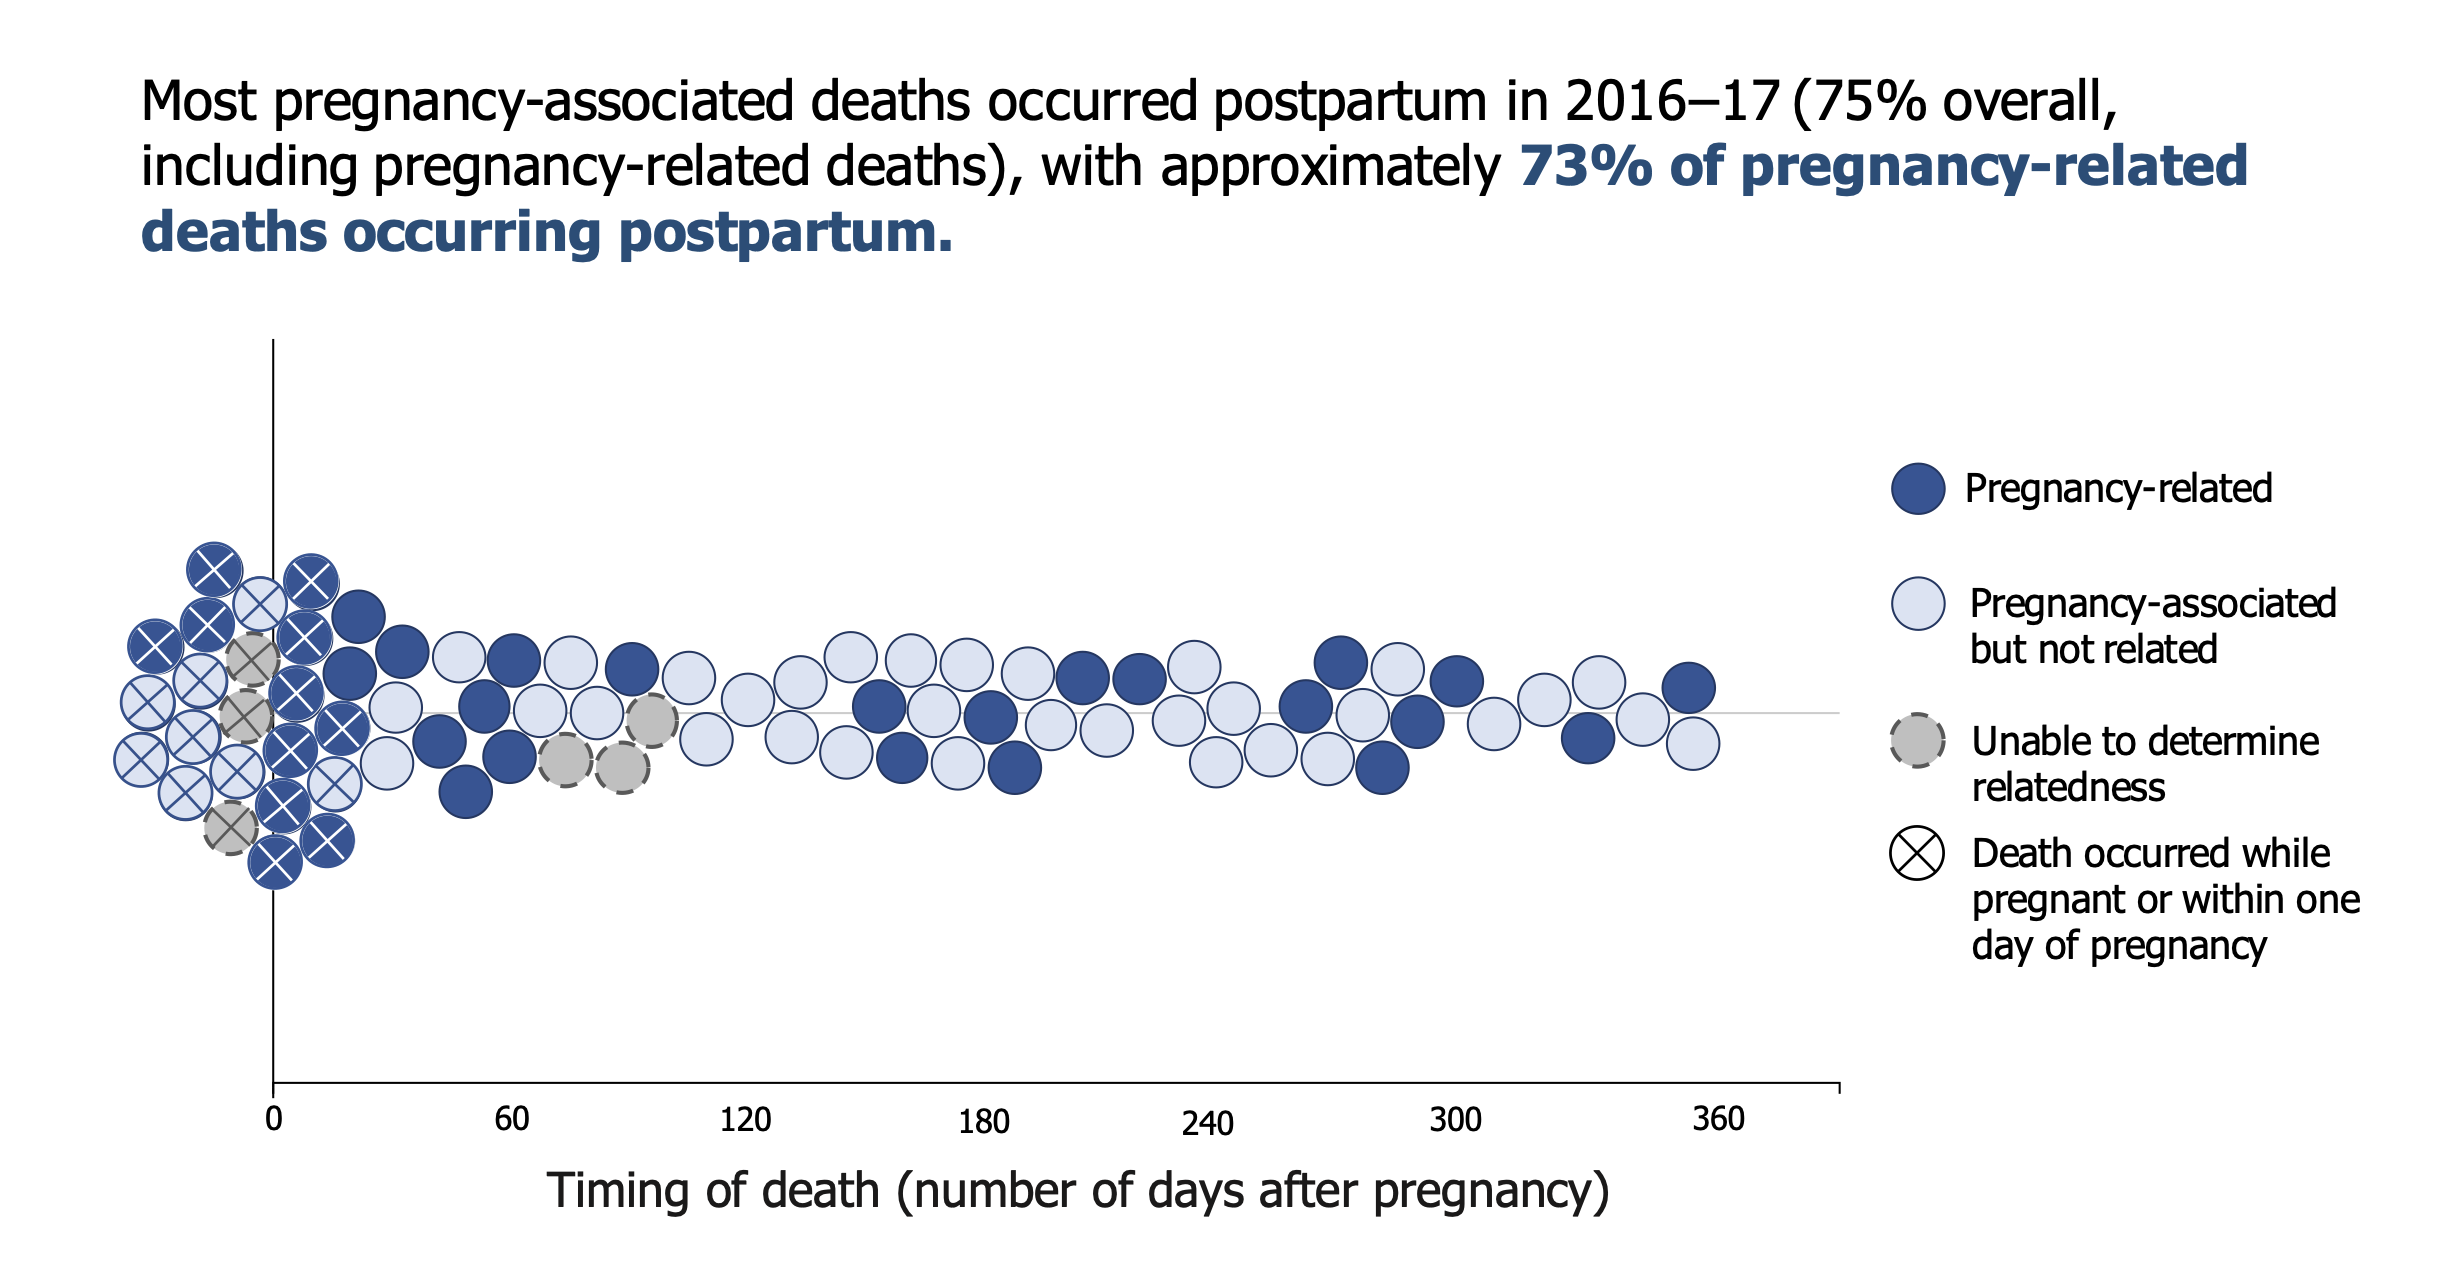 Most pregnancy-associated deaths occurred postpartum in 2016–17 (75% overall,
including pregnancy-related deaths), with approximately 73% of pregnancy-related
deaths occurring postpartum.
Pregnancy-related
Pregnancy-associated
but not related
Unable to determine
relatedness
Death occurred while
pregnant or within one
day of pregnancy
0 60 120 180 240 300 360
Timing of death (number of days after pregnancy)